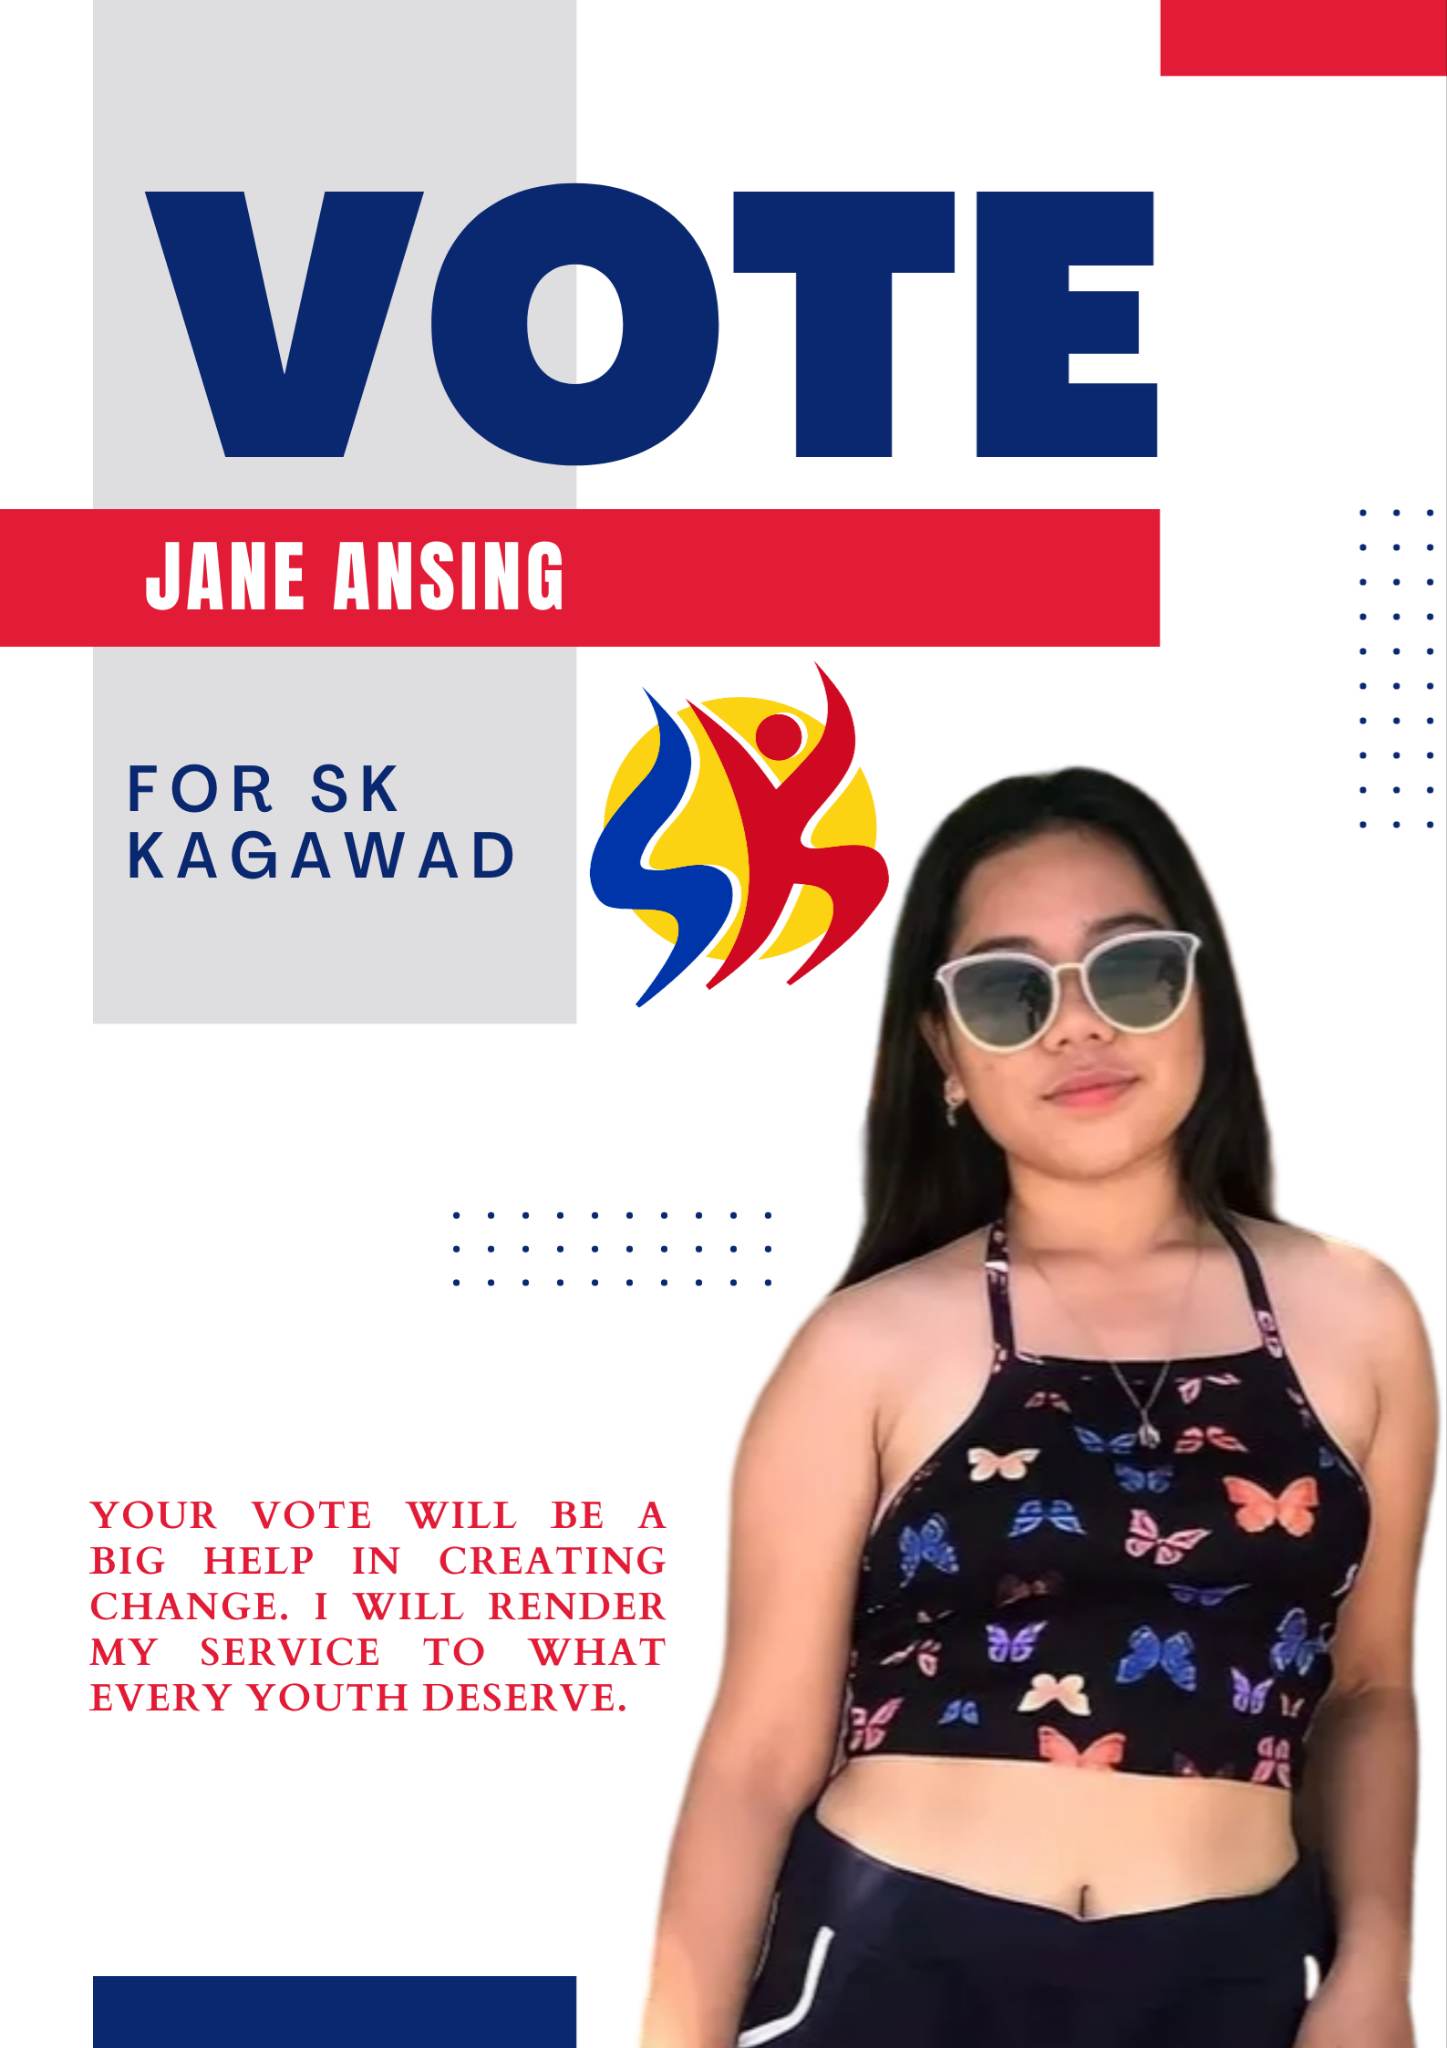 VOTE
JANE ANSING
FOR SK
KAGAWAD
SK
YOUR VOTE WILL BE A
BIG HELP IN CREATING
CHANGE. I WILL RENDER
MY SERVICE TO WHAT
EVERY YOUTH DESERVE.